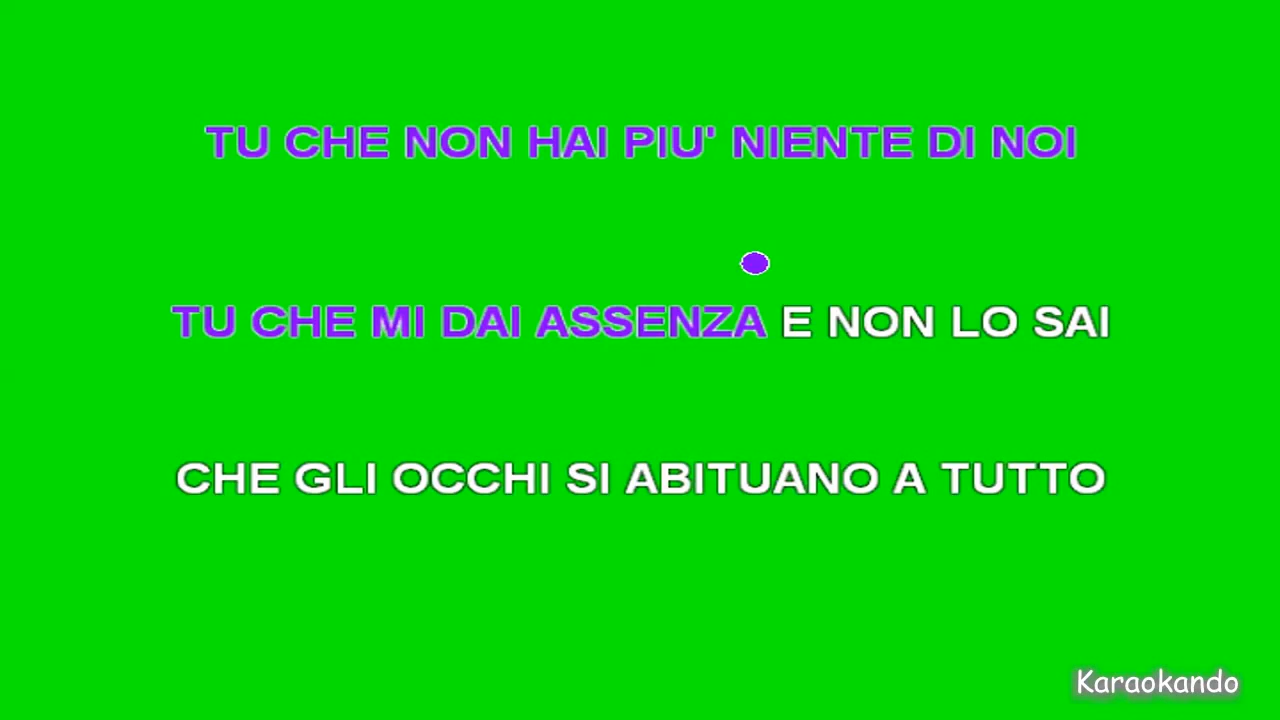 TU CHE NON HAI PIU' NIENTE DI NOI
TU CHE MI DAI ASSENZA E NON LO SAI
CHE GLI OCCHI SI ABITUANO A TUTTO
Karaokando